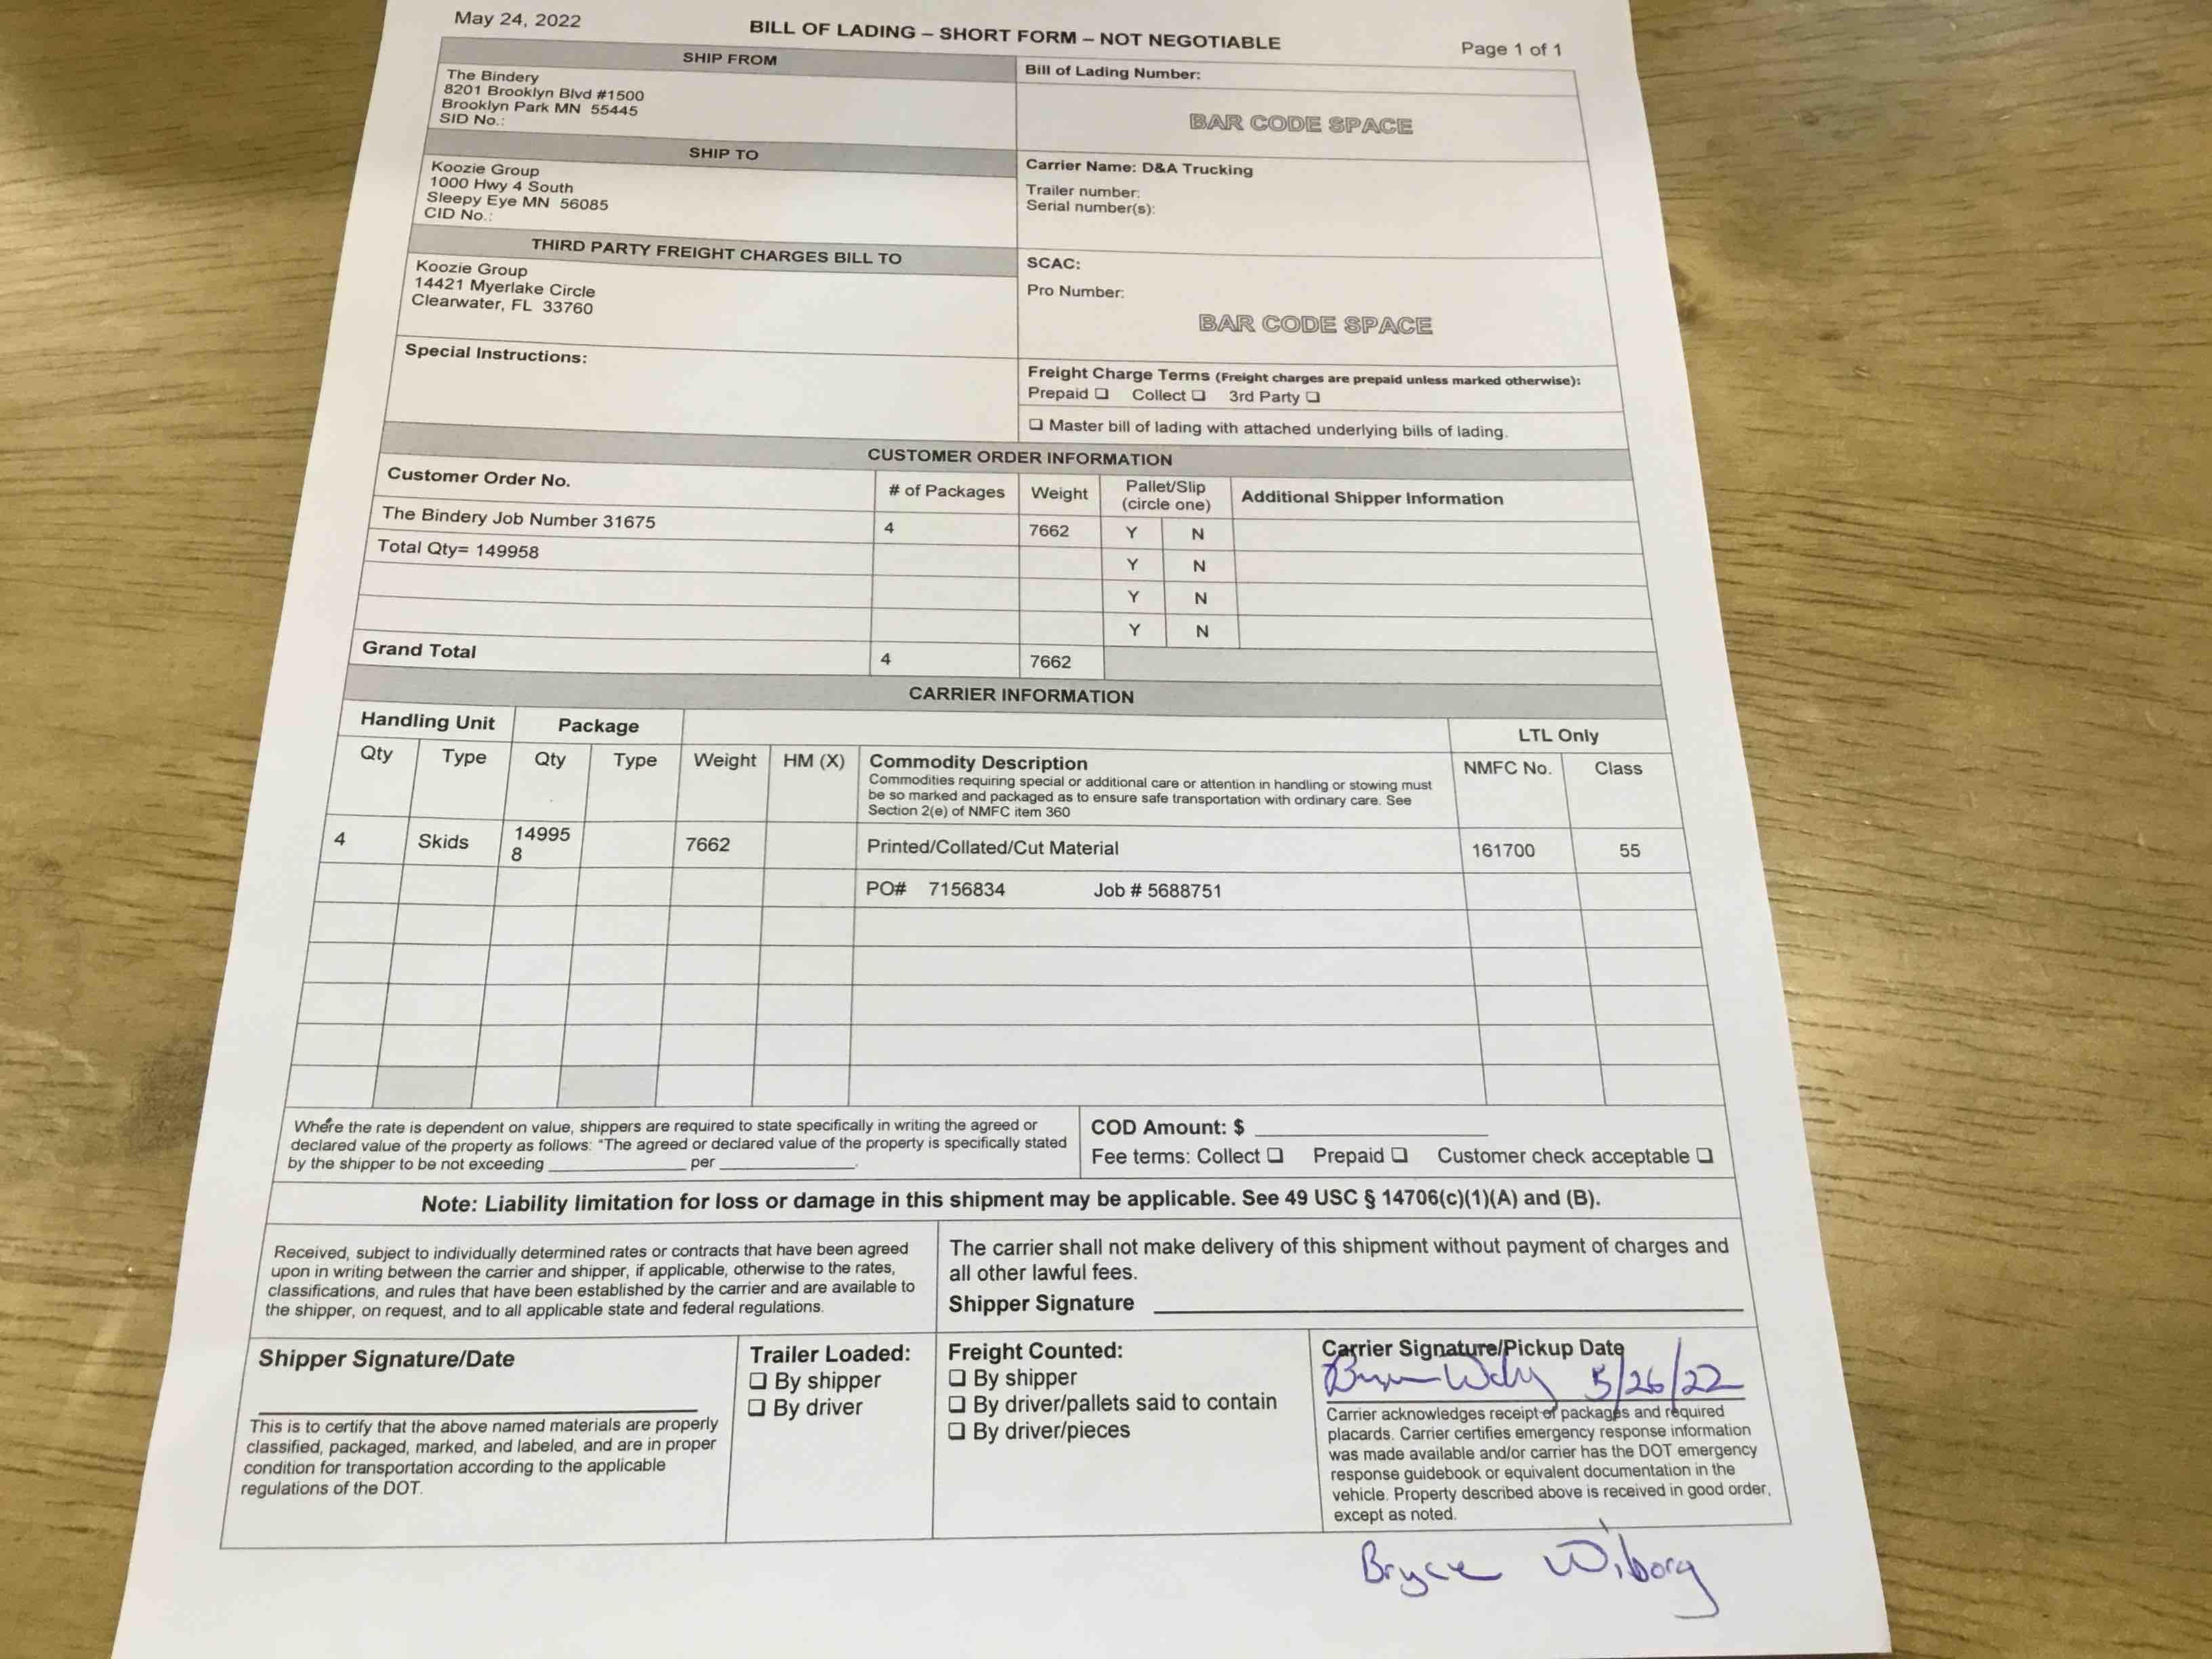 May 24, 2022
BILL OF LADING – SHORT FORM – NOT NEGOTIABLE
Page 1 of 1
SHIP FROM
The Bindery
8201 Brooklyn Blvd #1500
Brooklyn Park MN 55445
SID No.:
Bill of Lading Number:
BAR CODE SPACE
SHIP TO
Koozie Group
1000 Hwy 4 South
Sleepy Eye MN 56085
CID No.:
Carrier Name: D&A Trucking
Trailer number:
Serial number(s):
THIRD PARTY FREIGHT CHARGES BILL TO
Koozie Group
14421 Myerlake Circle
Clearwater, FL 33760
SCAC:
Pro Number:
BAR CODE SPACE
Special Instructions:
Freight Charge Terms (Freight charges are prepaid unless marked otherwise):
Prepaid ❑ Collect ❑ 3rd Party ❑
❑ Master bill of lading with attached underlying bills of lading.
CUSTOMER ORDER INFORMATION
Customer Order No. # of Packages Weight Pallet/Slip (circle one) Additional Shipper Information
The Bindery Job Number 31675 4 7662 Y N
Total Qty= 149958 Y N
Y N
Y N
Grand Total 4 7662
CARRIER INFORMATION
Handling Unit Package LTL Only
Qty Type Qty Type Weight HM (X) Commodity Description NMFC No. Class
Commodities requiring special or additional care or attention in handling or stowing must
be so marked and packaged as to ensure safe transportation with ordinary care. See
Section 2(e) of NMFC item 360
4 Skids 14995 7662 Printed/Collated/Cut Material 161700 55
8
PO# 7156834 Job # 5688751
Where the rate is dependent on value, shippers are required to state specifically in writing the agreed or
declared value of the property as follows: "The agreed or declared value of the property is specifically stated
by the shipper to be not exceeding ____________ per ____________.
COD Amount: $ ____________
Fee terms: Collect ❑ Prepaid ❑ Customer check acceptable ❑
Note: Liability limitation for loss or damage in this shipment may be applicable. See 49 USC § 14706(c)(1)(A) and (B).
Received, subject to individually determined rates or contracts that have been agreed
upon in writing between the carrier and shipper, if applicable, otherwise to the rates,
classifications, and rules that have been established by the carrier and are available to
the shipper, on request, and to all applicable state and federal regulations.
The carrier shall not make delivery of this shipment without payment of charges and
all other lawful fees.
Shipper Signature ____________
Shipper Signature/Date
This is to certify that the above named materials are properly
classified, packaged, marked, and labeled, and are in proper
condition for transportation according to the applicable
regulations of the DOT.
Trailer Loaded:
❑ By shipper
❑ By driver
Freight Counted:
❑ By shipper
❑ By driver/pallets said to contain
❑ By driver/pieces
Carrier Signature/Pickup Date
5/26/22
Carrier acknowledges receipt of packages and required
placards. Carrier certifies emergency response information
was made available and/or carrier has the DOT emergency
response guidebook or equivalent documentation in the
vehicle. Property described above is received in good order,
except as noted.
Bryce Wiborg